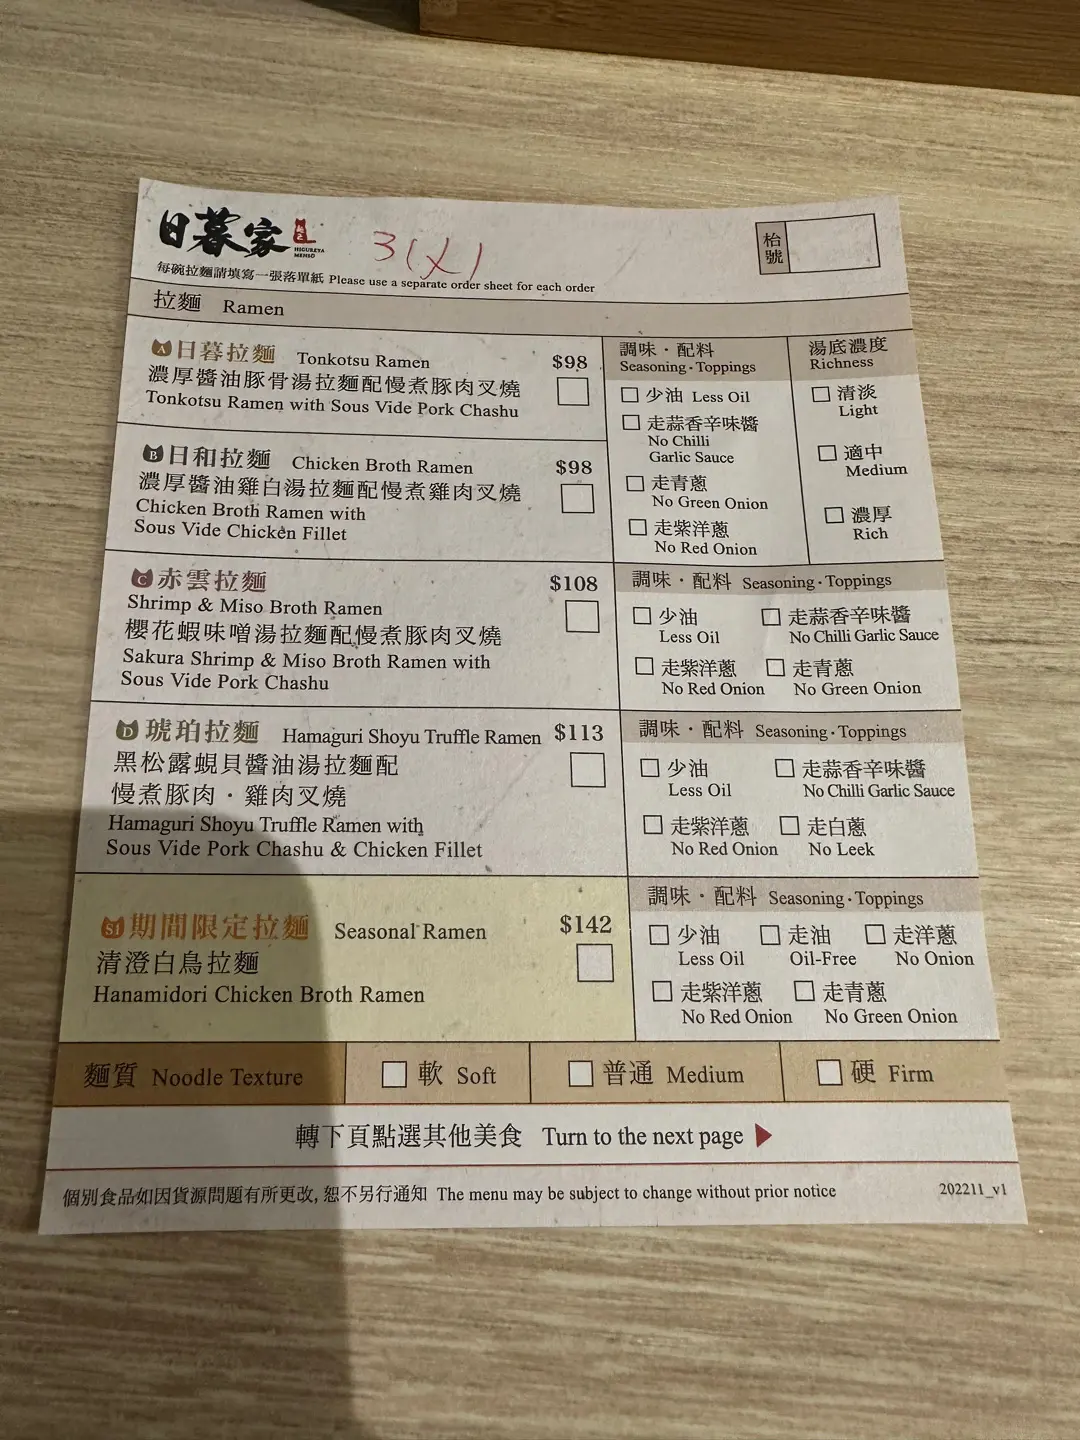 日暮家
麵匠
HIGUREYA
MENSO
3(乂)
枱號
每碗拉麵請填寫一張落單紙 Please use a separate order sheet for each order
拉麵 Ramen
A 日暮拉麵 Tonkotsu Ramen $98
濃厚醬油豚骨湯拉麵配慢煮豚肉叉燒
Tonkotsu Ramen with Sous Vide Pork Chashu
B 日和拉麵 Chicken Broth Ramen $98
濃厚醬油雞白湯拉麵配慢煮雞肉叉燒
Chicken Broth Ramen with
Sous Vide Chicken Fillet
調味·配料
Seasoning·Toppings
少油 Less Oil
走蒜香辛味醬
No Chilli
Garlic Sauce
走青蔥
No Green Onion
走紫洋蔥
No Red Onion
湯底濃度
Richness
清淡
Light
適中
Medium
濃厚
Rich
C 赤雲拉麵 $108
Shrimp & Miso Broth Ramen
櫻花蝦味噌湯拉麵配慢煮豚肉叉燒
Sakura Shrimp & Miso Broth Ramen with
Sous Vide Pork Chashu
調味·配料 Seasoning·Toppings
少油 走蒜香辛味醬
Less Oil No Chilli Garlic Sauce
走紫洋蔥 走青蔥
No Red Onion No Green Onion
D 琥珀拉麵 Hamaguri Shoyu Truffle Ramen $113
黑松露蜆貝醬油湯拉麵配
慢煮豚肉·雞肉叉燒
Hamaguri Shoyu Truffle Ramen with
Sous Vide Pork Chashu & Chicken Fillet
調味·配料 Seasoning·Toppings
少油 走蒜香辛味醬
Less Oil No Chilli Garlic Sauce
走紫洋蔥 走白蔥
No Red Onion No Leek
S1 期間限定拉麵 Seasonal Ramen $142
清澄白鳥拉麵
Hanamidori Chicken Broth Ramen
調味·配料 Seasoning·Toppings
少油 走油 走洋蔥
Less Oil Oil-Free No Onion
走紫洋蔥 走青蔥
No Red Onion No Green Onion
麵質 Noodle Texture 軟 Soft 普通 Medium 硬 Firm
轉下頁點選其他美食 Turn to the next page
個別食品如因貨源問題有所更改,恕不另行通知 The menu may be subject to change without prior notice 202211_v1